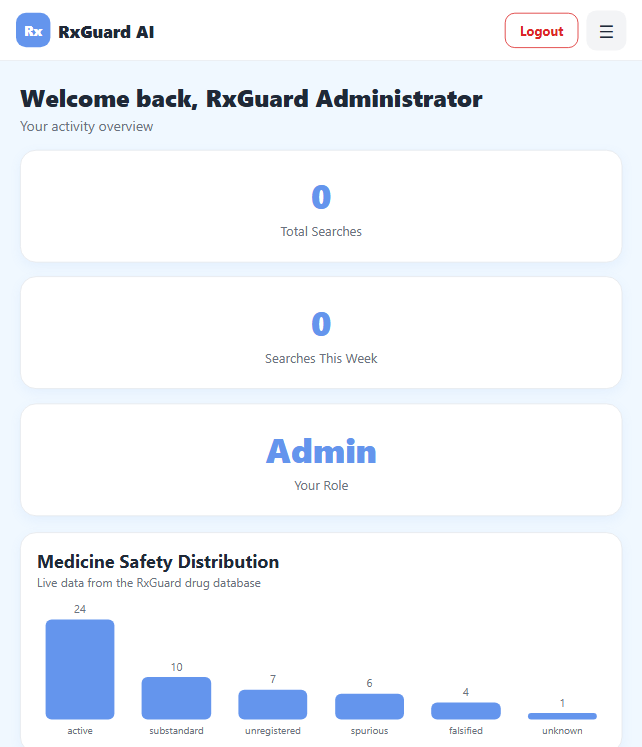 Rx RxGuard AI Logout ☰
Welcome back, RxGuard Administrator
Your activity overview
0
Total Searches
0
Searches This Week
Admin
Your Role
Medicine Safety Distribution
Live data from the RxGuard drug database
24 10 7 6 4 1
active substandard unregistered spurious falsified unknown